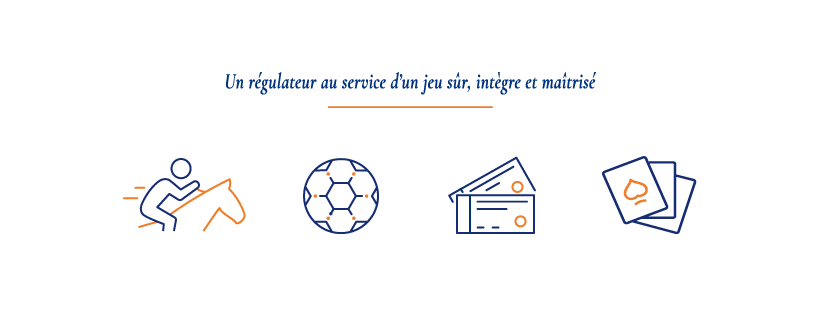 Un régulateur au service d'un jeu sûr, intègre et maîtrisé